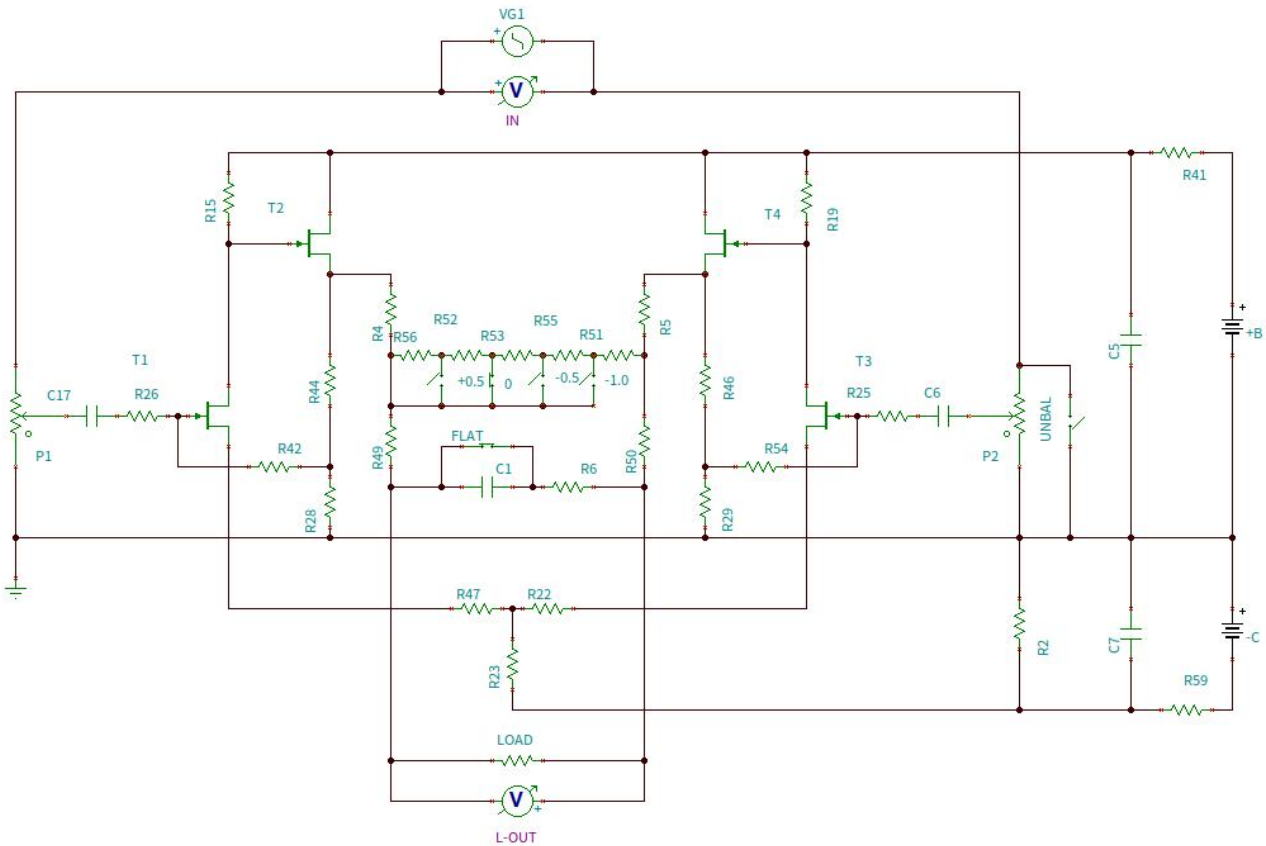 VG1
+
+
V
IN
R41
R15
T2
T4
R19
+
R4
R52
R55
R5
R56
R53
R51
+B
C5
T1
T3
C17
R26
R44
+0.5
0
-0.5
-1.0
R46
R25
C6
UNBAL
P1
R42
R49
FLAT
C1
R6
R50
R54
P2
R28
R29
R47
R22
+
R23
R2
C7
-C
R59
LOAD
V
+
L-OUT